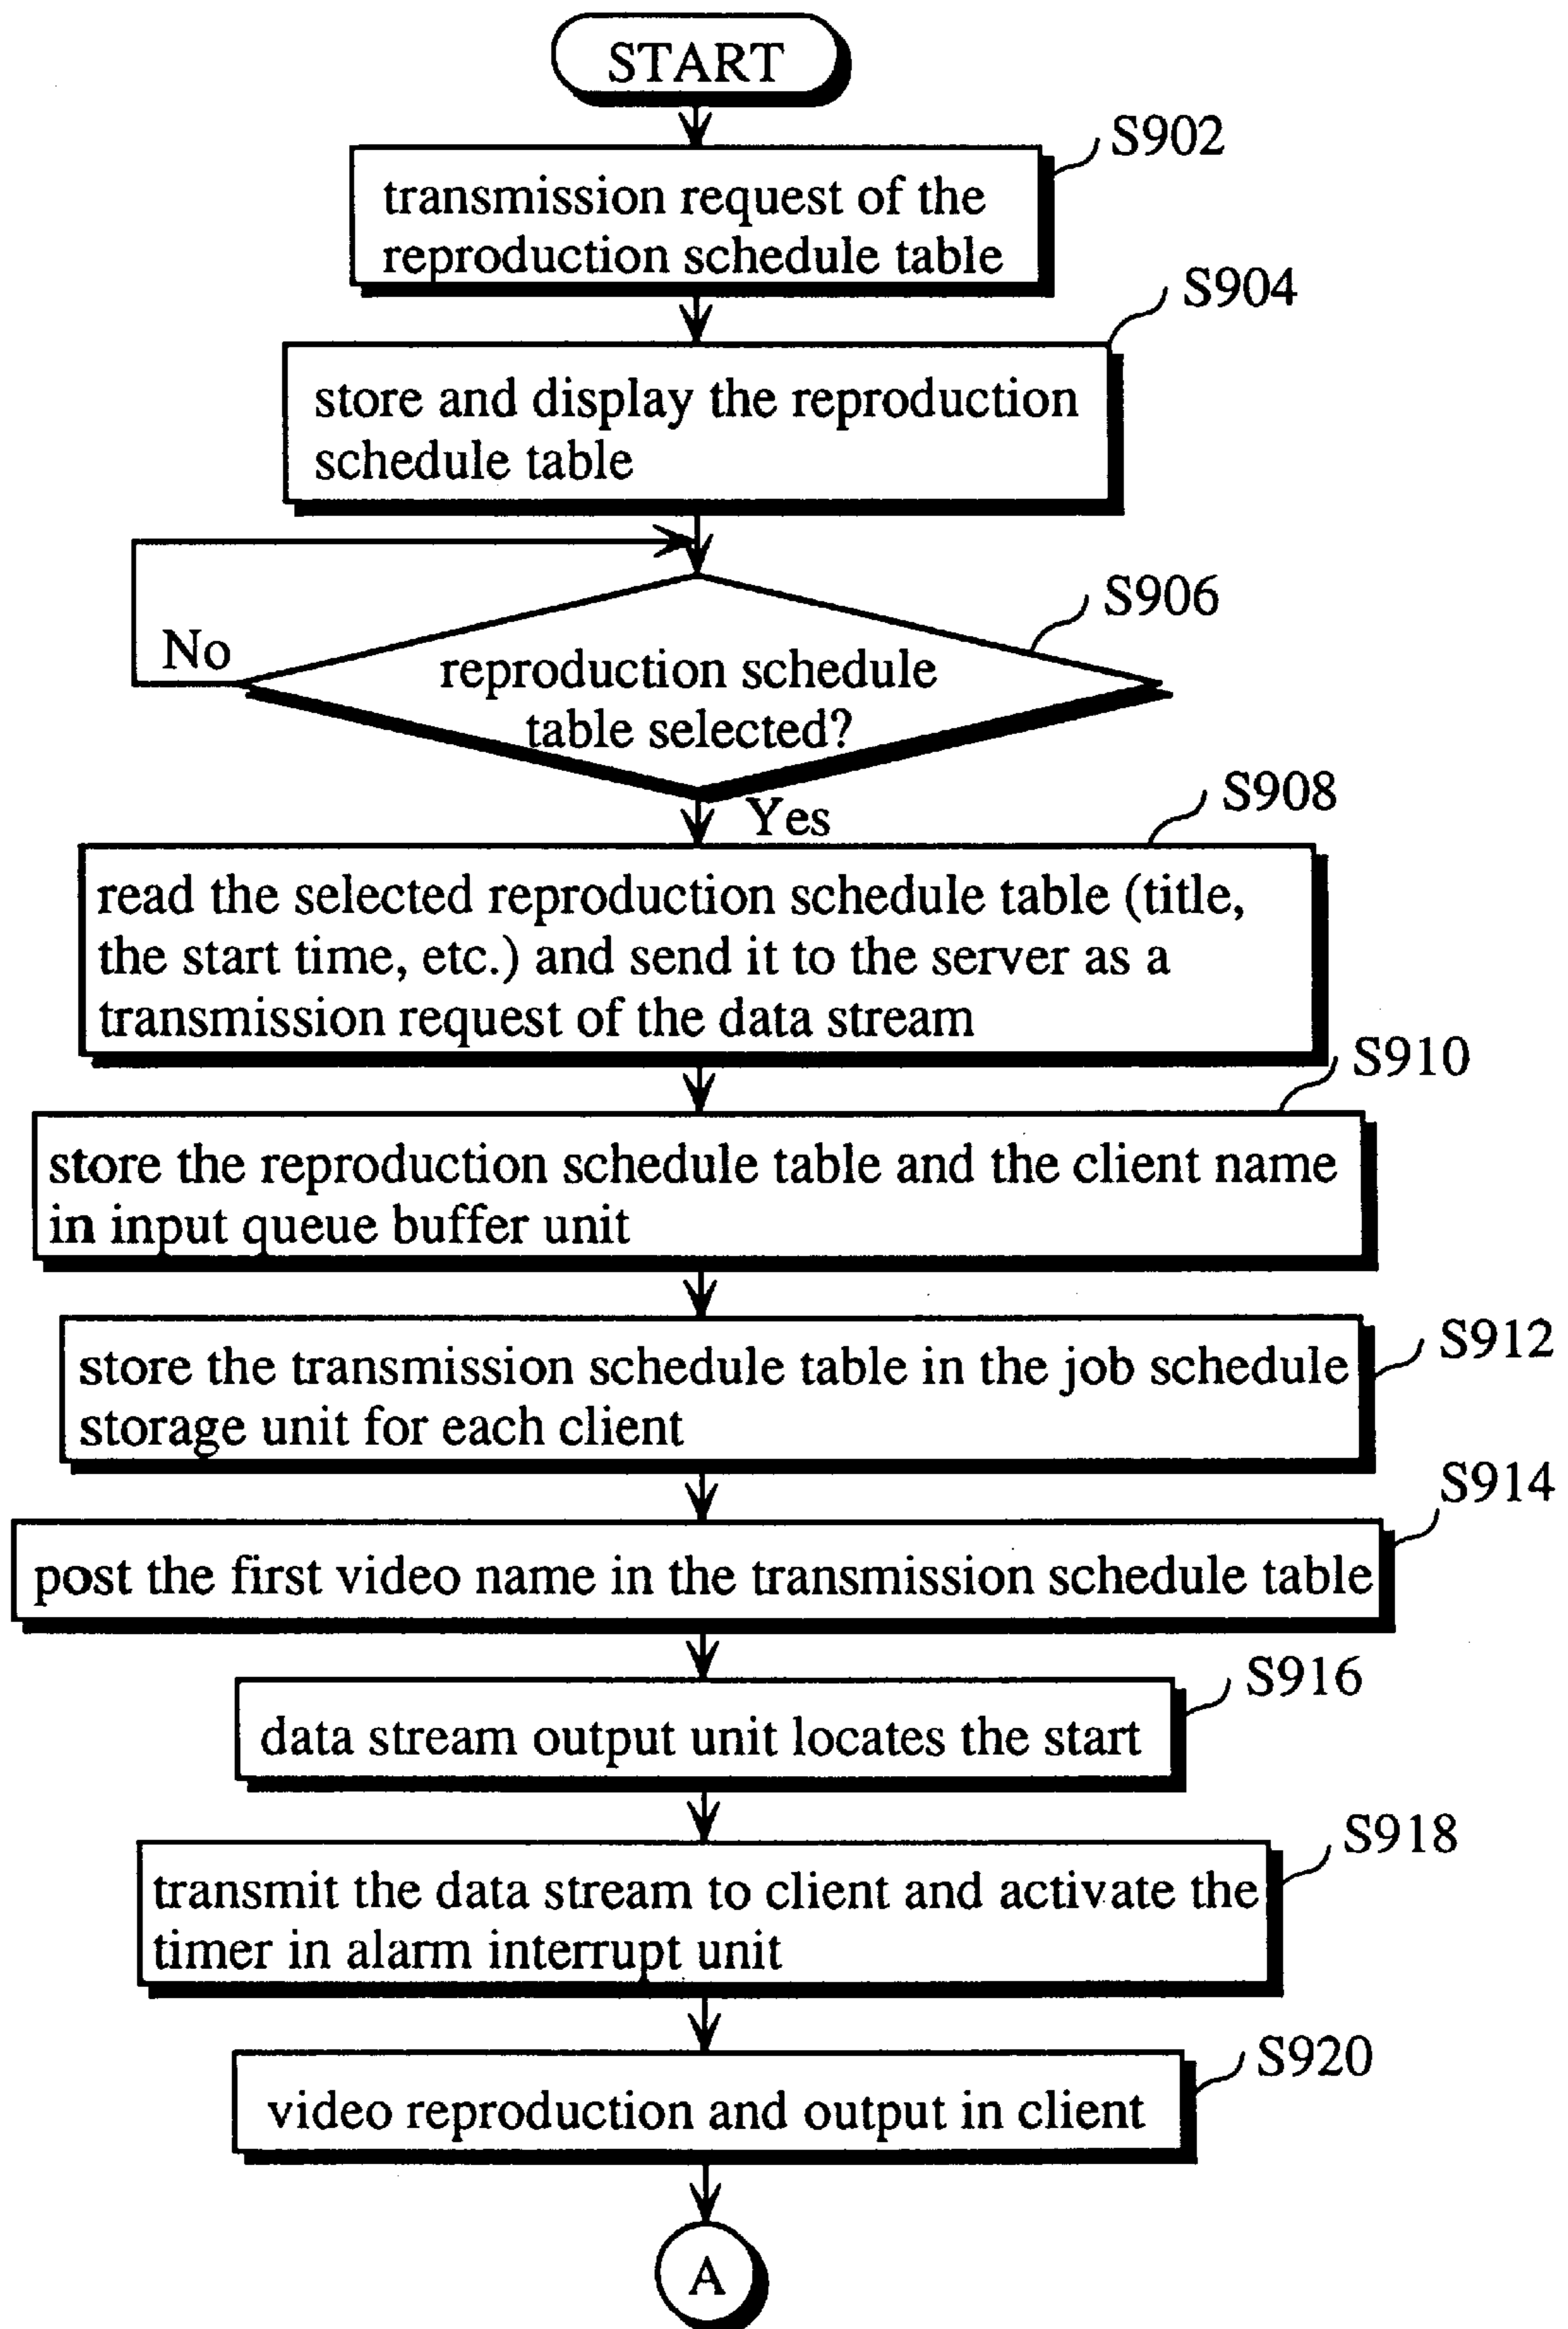 START
S902
transmission request of the
reproduction schedule table
S904
store and display the reproduction
schedule table
S906
No
reproduction schedule
table selected?
Yes
S908
read the selected reproduction schedule table (title,
the start time, etc.) and send it to the server as a
transmission request of the data stream
S910
store the reproduction schedule table and the client name
in input queue buffer unit
S912
store the transmission schedule table in the job schedule
storage unit for each client
S914
post the first video name in the transmission schedule table
S916
data stream output unit locates the start
S918
transmit the data stream to client and activate the
timer in alarm interrupt unit
S920
video reproduction and output in client
A